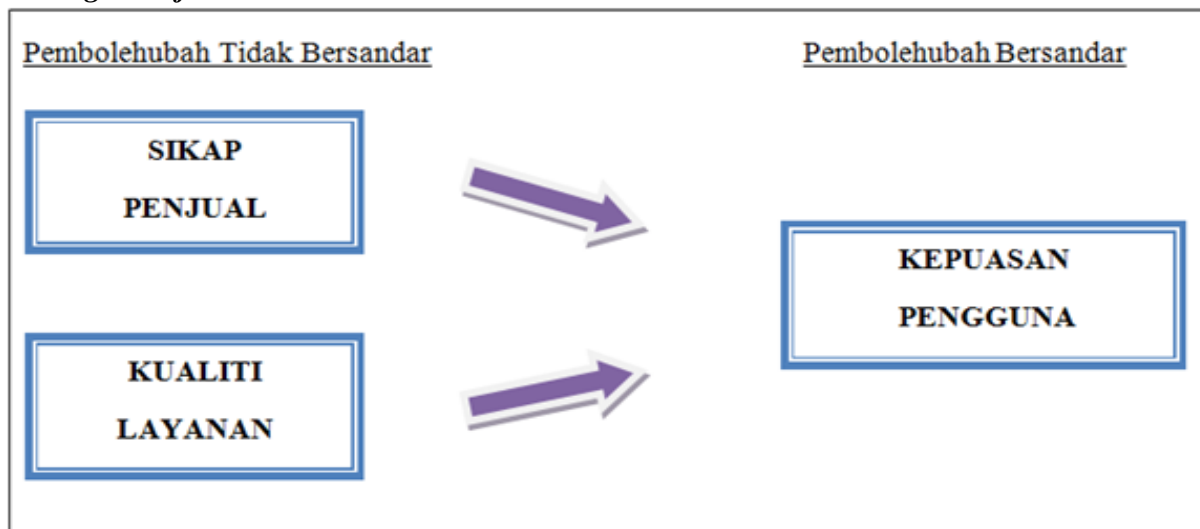 Pembolehubah Tidak Bersandar
Pembolehubah Bersandar
SIKAP
PENJUAL
KEPUASAN
PENGGUNA
KUALITI
LAYANAN